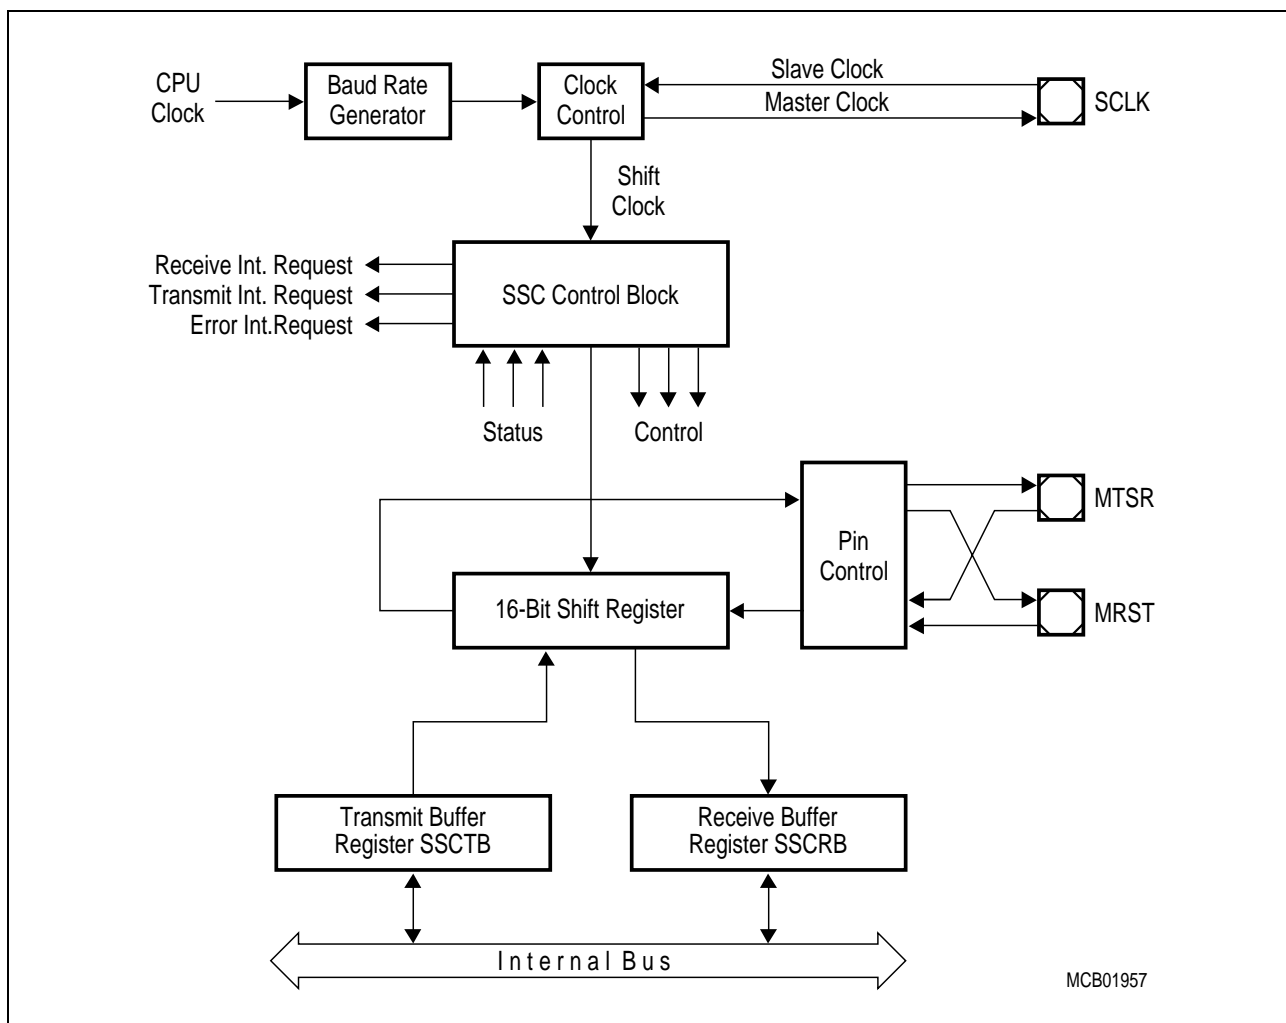 CPU
Clock
Baud Rate
Generator
Clock
Control
Slave Clock
Master Clock
SCLK
Shift
Clock
Receive Int. Request
Transmit Int. Request
Error Int.Request
SSC Control Block
Status
Control
Pin
Control
MTSR
MRST
16-Bit Shift Register
Transmit Buffer
Register SSCTB
Receive Buffer
Register SSCRB
Internal Bus
MCB01957